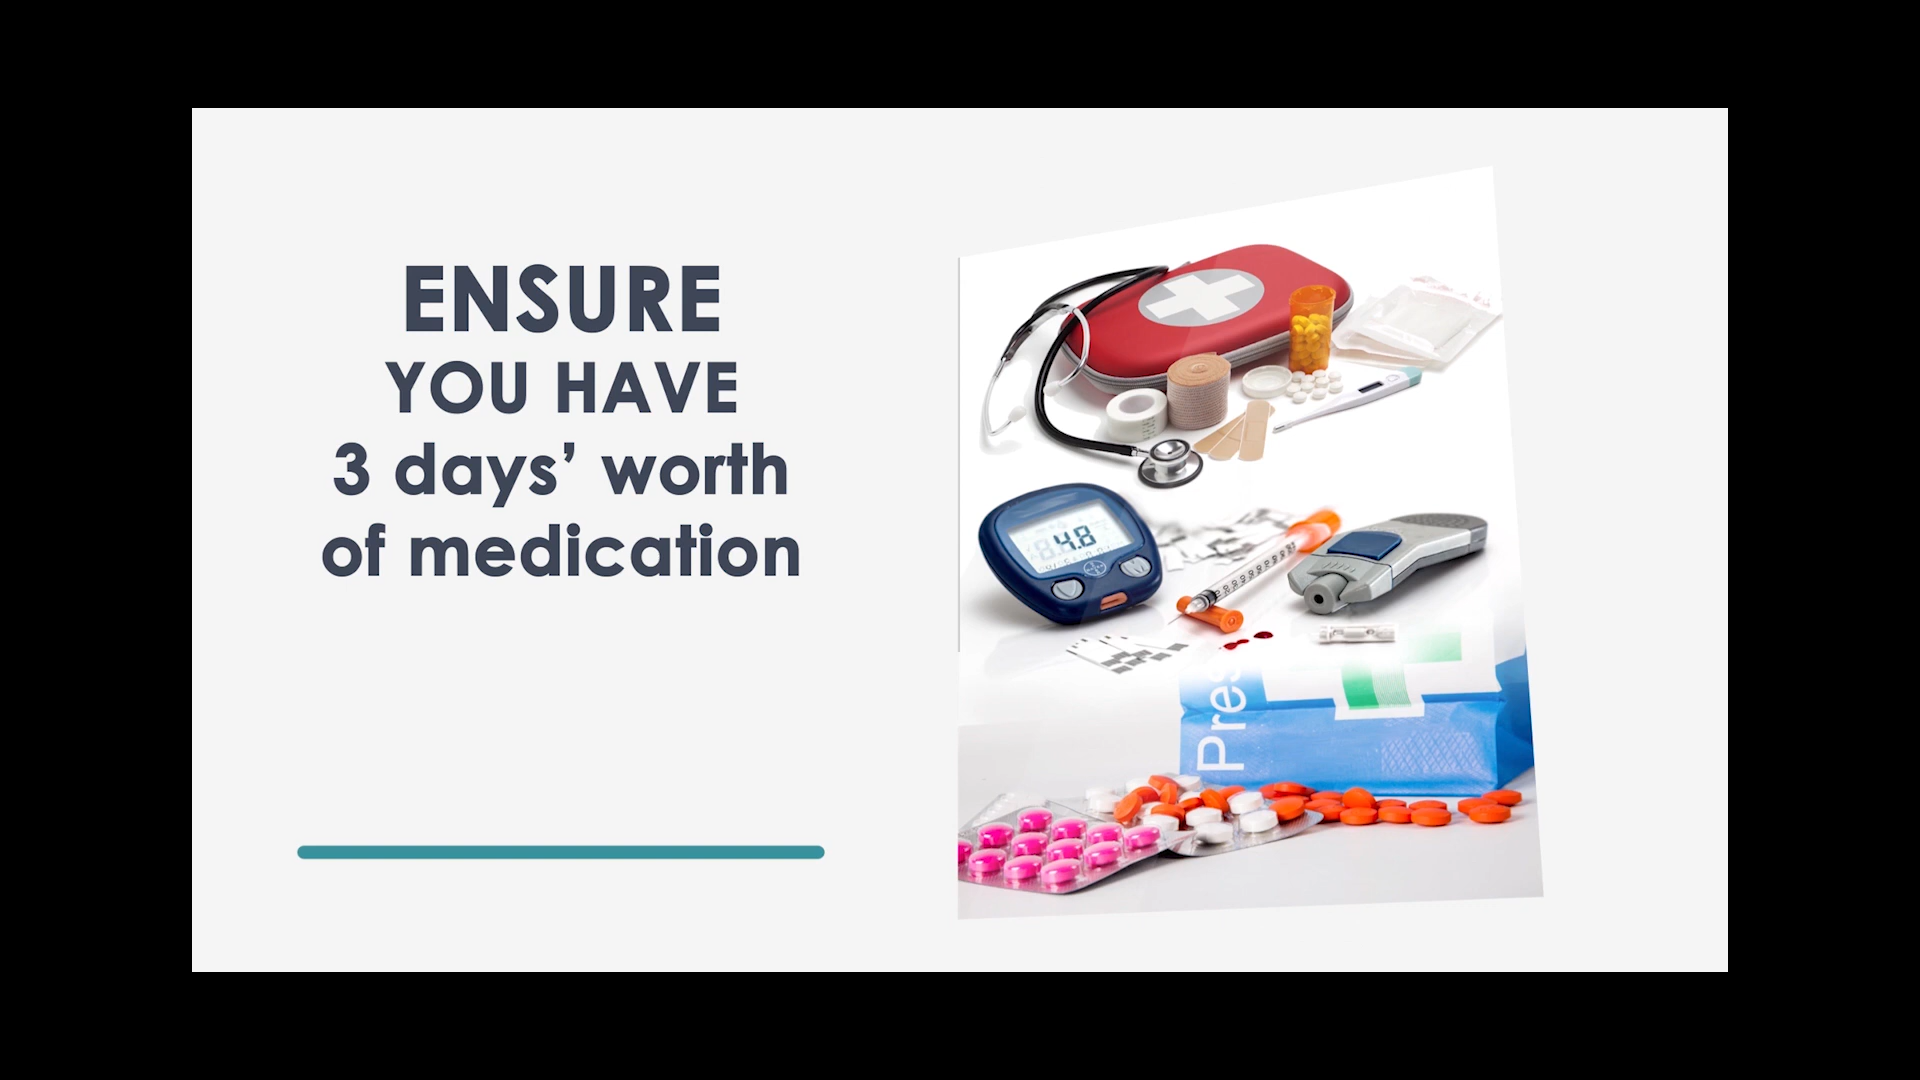 ENSURE
YOU HAVE
3 days’ worth
of medication
4.8
Pres